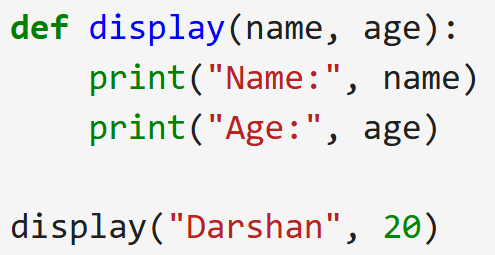 def display(name, age):
    print("Name:", name)
    print("Age:", age)

display("Darshan", 20)